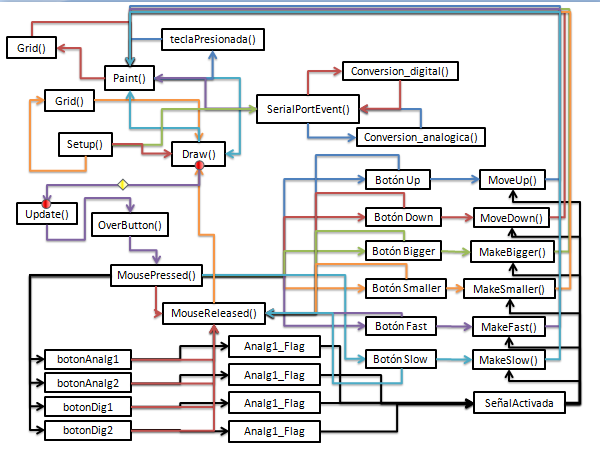 Grid()
teclaPresionada()
Paint()
Conversion_digital()
Grid()
SerialPortEvent()
Setup()
Draw()
Conversion_analogica()
Botón Up
MoveUp()
Update()
OverButton()
Botón Down
MoveDown()
Botón Bigger
MakeBigger()
MousePressed()
Botón Smaller
MakeSmaller()
MouseReleased()
Botón Fast
MakeFast()
botonAnalg1
Analg1_Flag
Botón Slow
MakeSlow()
botonAnalg2
Analg1_Flag
botonDig1
Analg1_Flag
SeñalActivada
botonDig2
Analg1_Flag